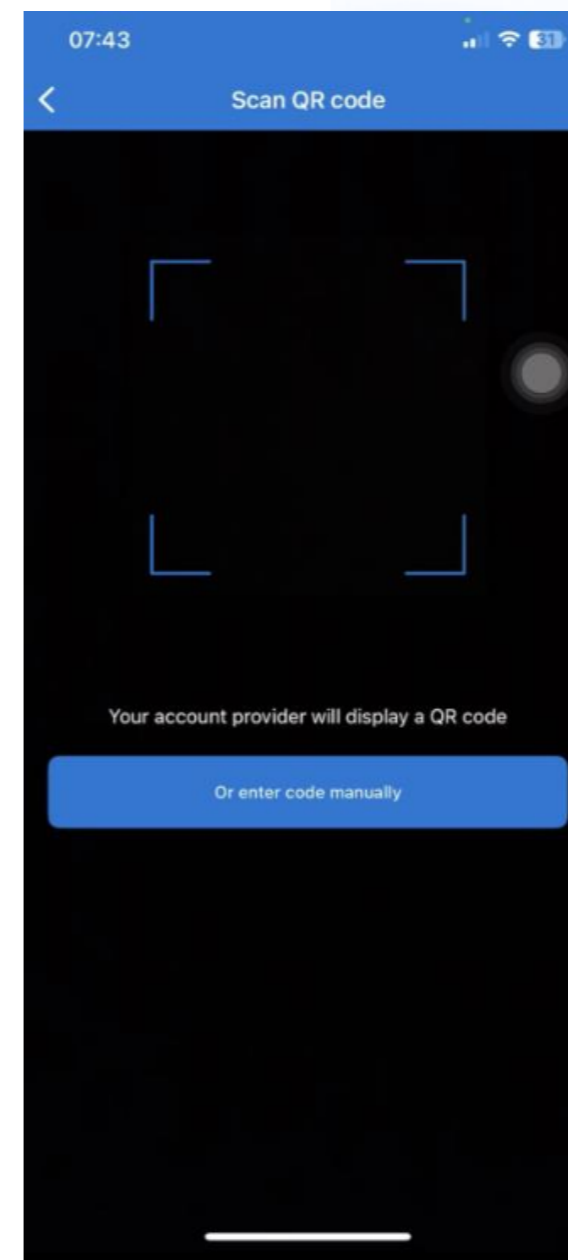 07:43
31
Scan QR code
Your account provider will display a QR code
Or enter code manually